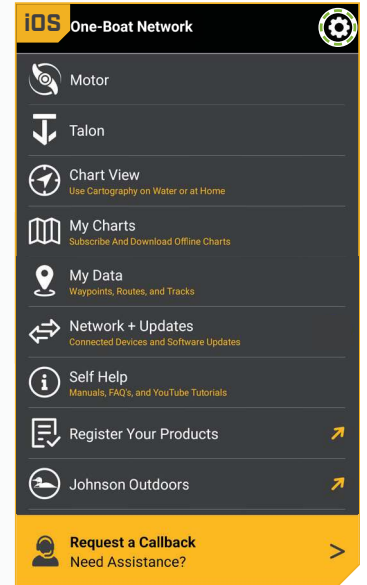 iOS One-Boat Network
Motor
Talon
Chart View
Use Cartography on Water or at Home
My Charts
Subscribe And Download Offline Charts
My Data
Waypoints, Routes, and Tracks
Network + Updates
Connected Devices and Software Updates
Self Help
Manuals, FAQ's, and YouTube Tutorials
Register Your Products
Johnson Outdoors
Request a Callback
Need Assistance?